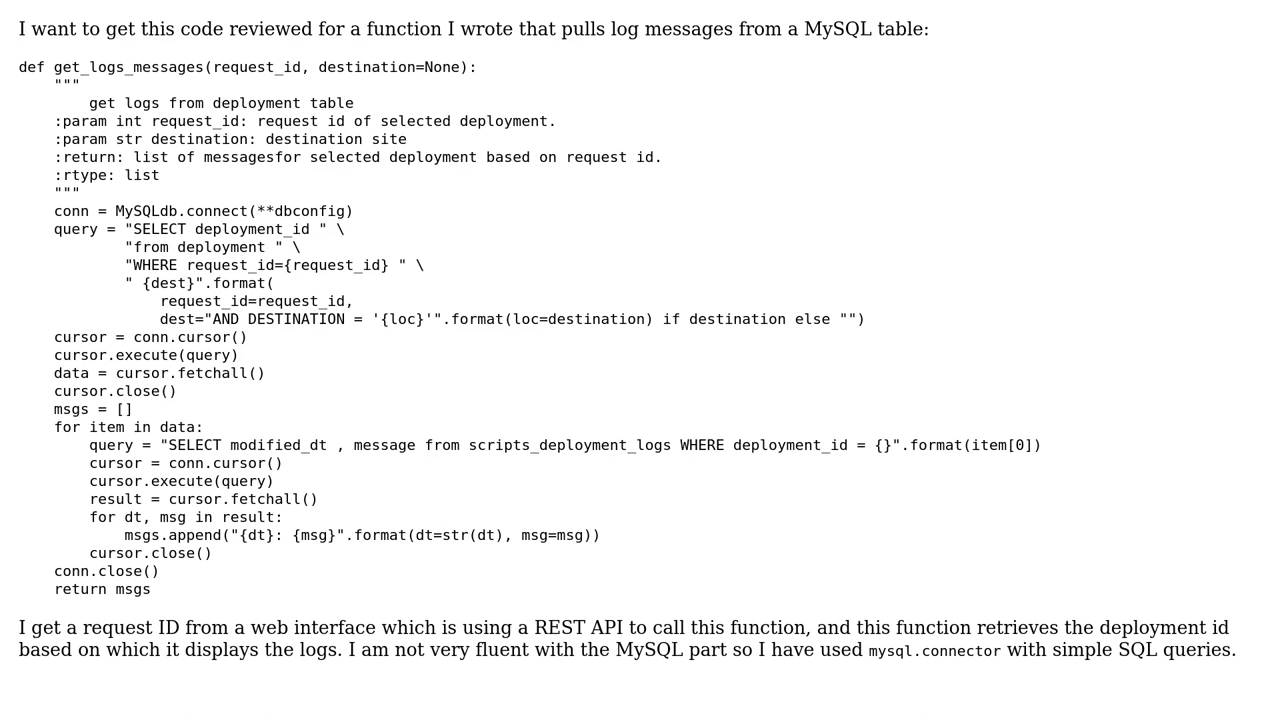 I want to get this code reviewed for a function I wrote that pulls log messages from a MySQL table:
def get_logs_messages(request_id, destination=None):
    """
        get logs from deployment table
    :param int request_id: request id of selected deployment.
    :param str destination: destination site
    :return: list of messagesfor selected deployment based on request id.
    :rtype: list
    """
    conn = MySQLdb.connect(**dbconfig)
    query = "SELECT deployment_id " \
            "from deployment " \
            "WHERE request_id={request_id} " \
            " {dest}".format(
                request_id=request_id,
                dest="AND DESTINATION = '{loc}'".format(loc=destination) if destination else "")
    cursor = conn.cursor()
    cursor.execute(query)
    data = cursor.fetchall()
    cursor.close()
    msgs = []
    for item in data:
        query = "SELECT modified_dt , message from scripts_deployment_logs WHERE deployment_id = {}".format(item[0])
        cursor = conn.cursor()
        cursor.execute(query)
        result = cursor.fetchall()
        for dt, msg in result:
            msgs.append("{dt}: {msg}".format(dt=str(dt), msg=msg))
        cursor.close()
    conn.close()
    return msgs
I get a request ID from a web interface which is using a REST API to call this function, and this function retrieves the deployment id
based on which it displays the logs. I am not very fluent with the MySQL part so I have used mysql.connector with simple SQL queries.